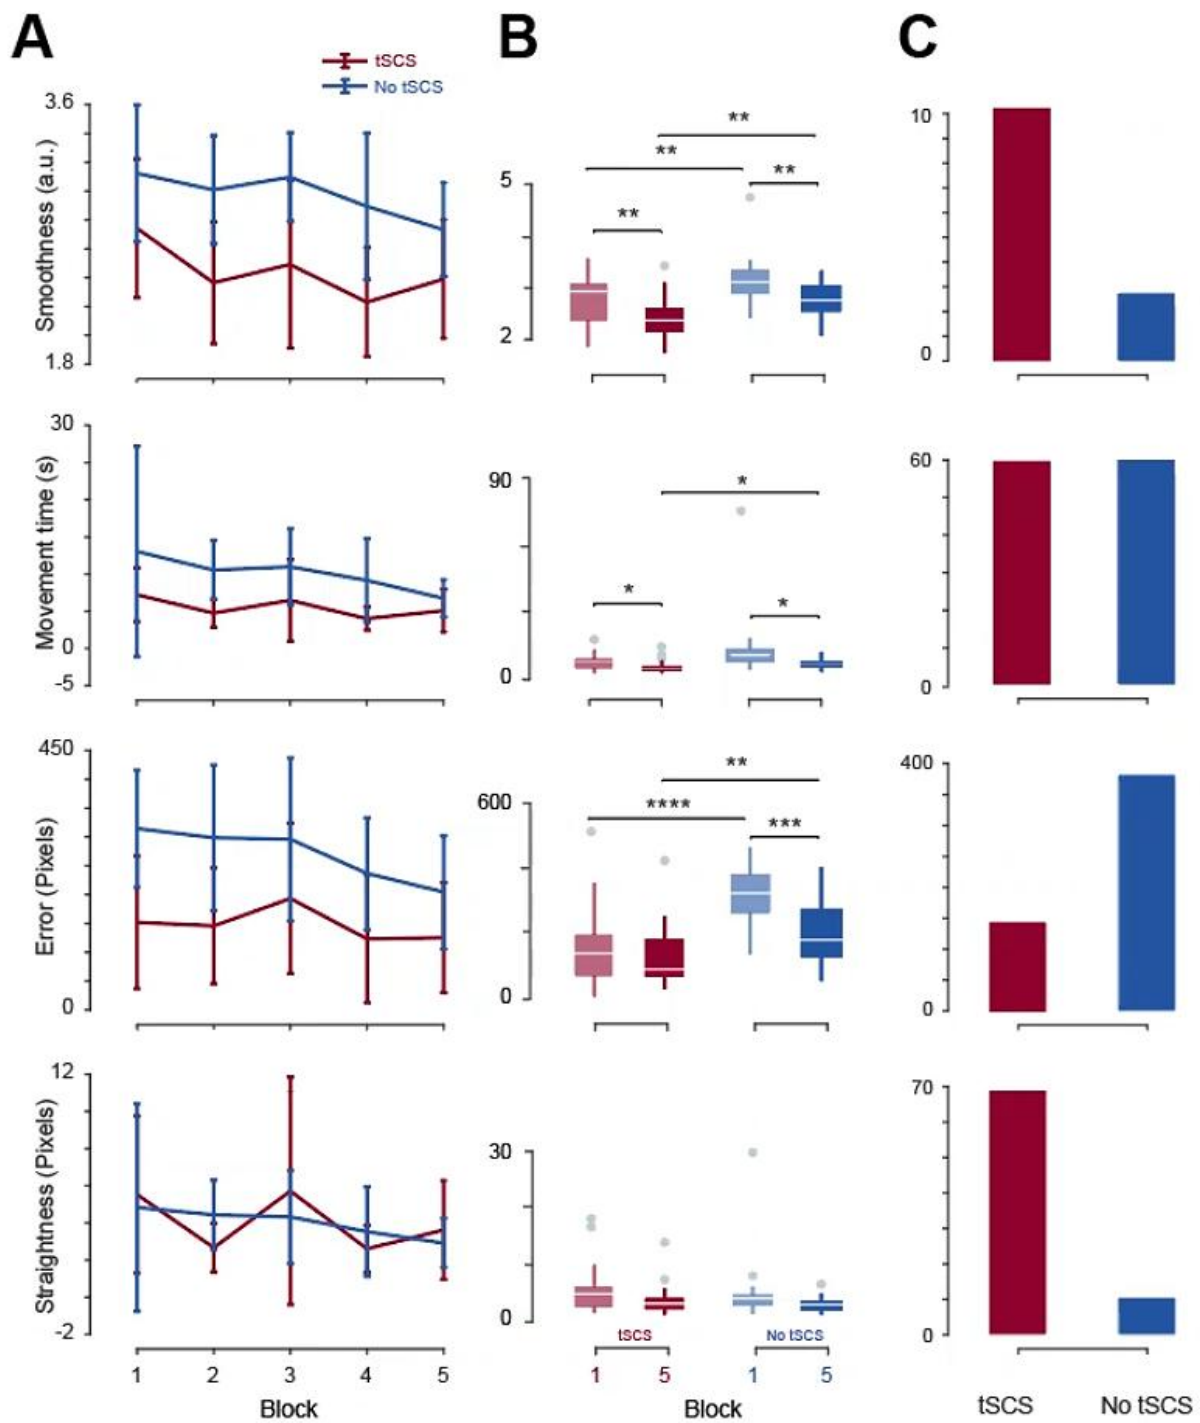 A
B
C
tSCS
No tSCS
Smoothness (a.u.)
3.6
1.8
**
**
**
**
5
2
10
0
Movement time (s)
30
0
-5
*
*
*
90
0
60
0
Error (Pixels)
450
0
**
****
***
600
0
400
0
Straightness (Pixels)
12
-2
1 2 3 4 5
Block
30
0
tSCS No tSCS
1 5 1 5
Block
70
0
tSCS No tSCS